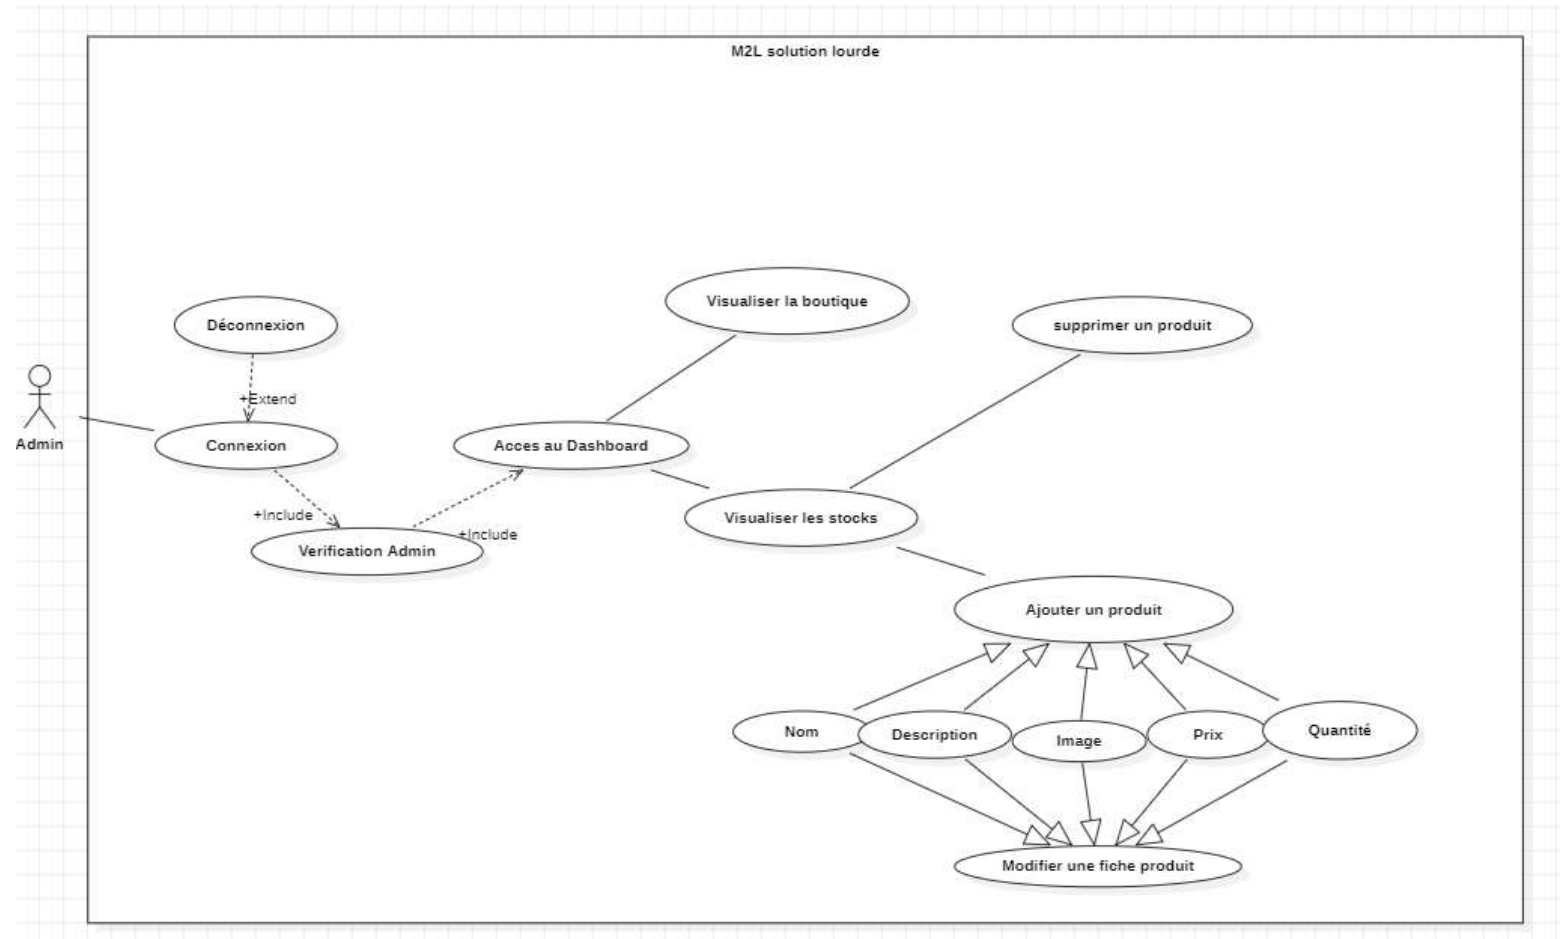 M2L solution lourde
Visualiser la boutique
Déconnexion
supprimer un produit
+Extend
Admin
Connexion
Acces au Dashboard
+Include
Visualiser les stocks
+Include
Verification Admin
Ajouter un produit
Nom
Description
Image
Prix
Quantité
Modifier une fiche produit